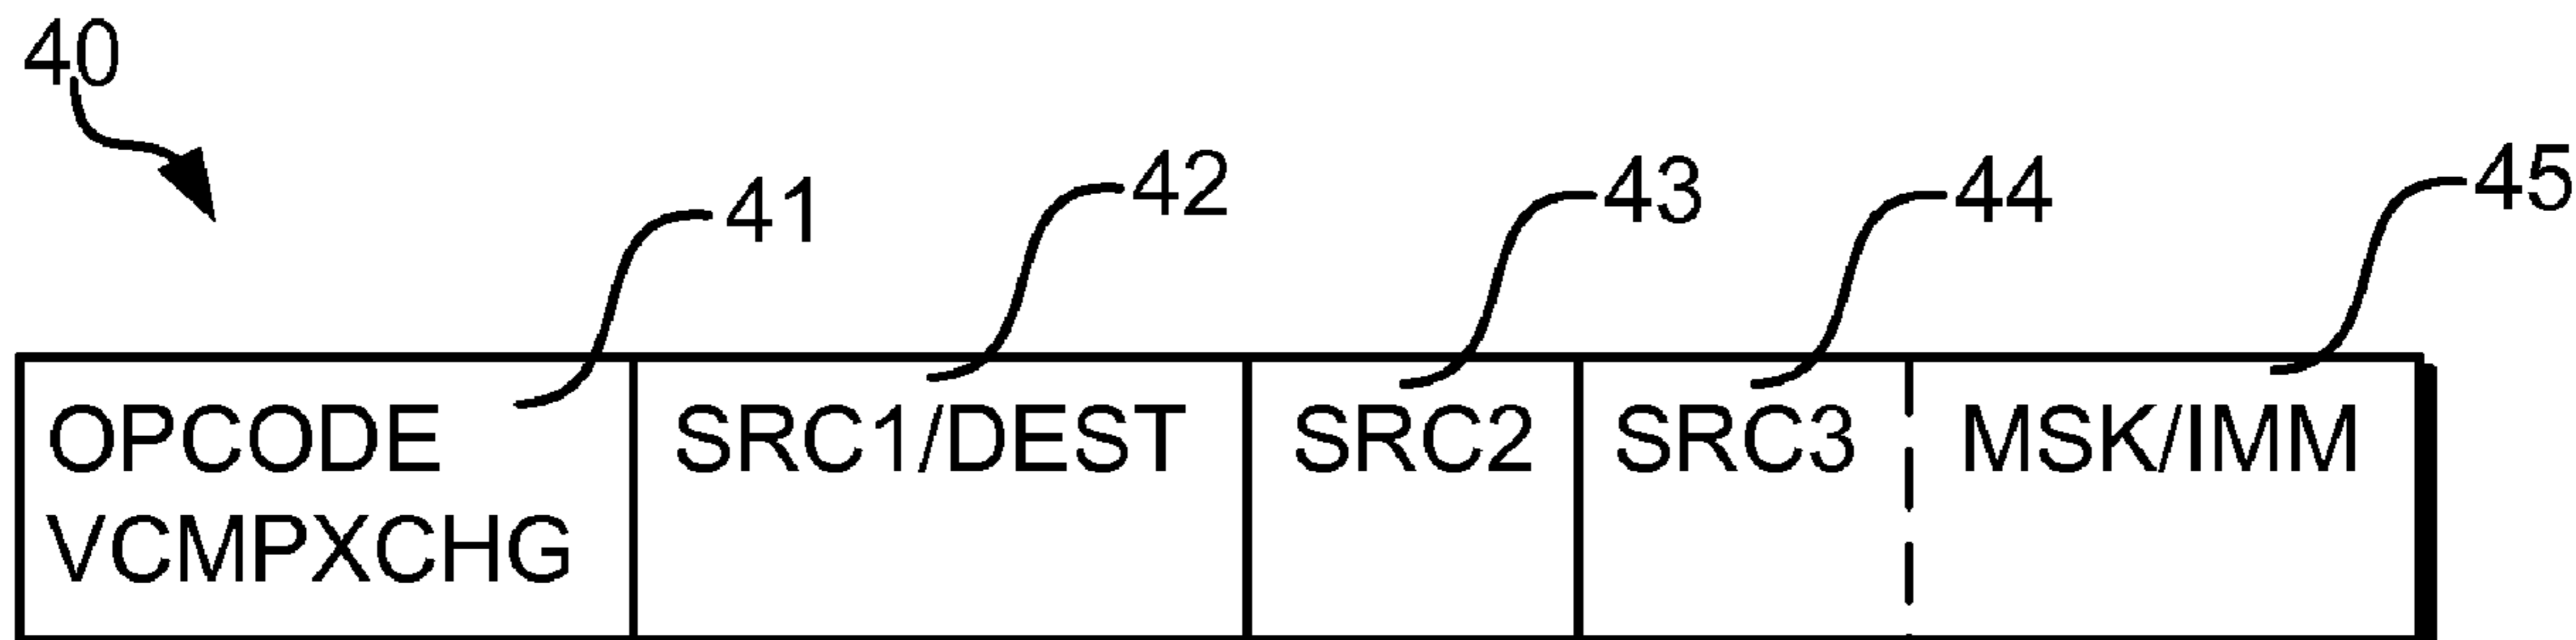 40
41
42
43
44
45
OPCODE
VCMPXCHG
SRC1/DEST
SRC2
SRC3
MSK/IMM